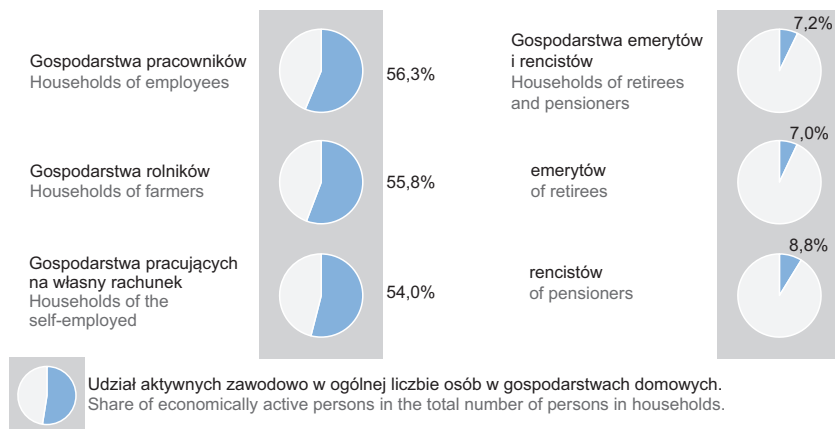 Gospodarstwa pracowników
Households of employees
56,3%
Gospodarstwa rolników
Households of farmers
55,8%
Gospodarstwa pracujących
na własny rachunek
Households of the
self-employed
54,0%
Gospodarstwa emerytów
i rencistów
Households of retirees
and pensioners
7,2%
emerytów
of retirees
7,0%
rencistów
of pensioners
8,8%
Udział aktywnych zawodowo w ogólnej liczbie osób w gospodarstwach domowych.
Share of economically active persons in the total number of persons in households.